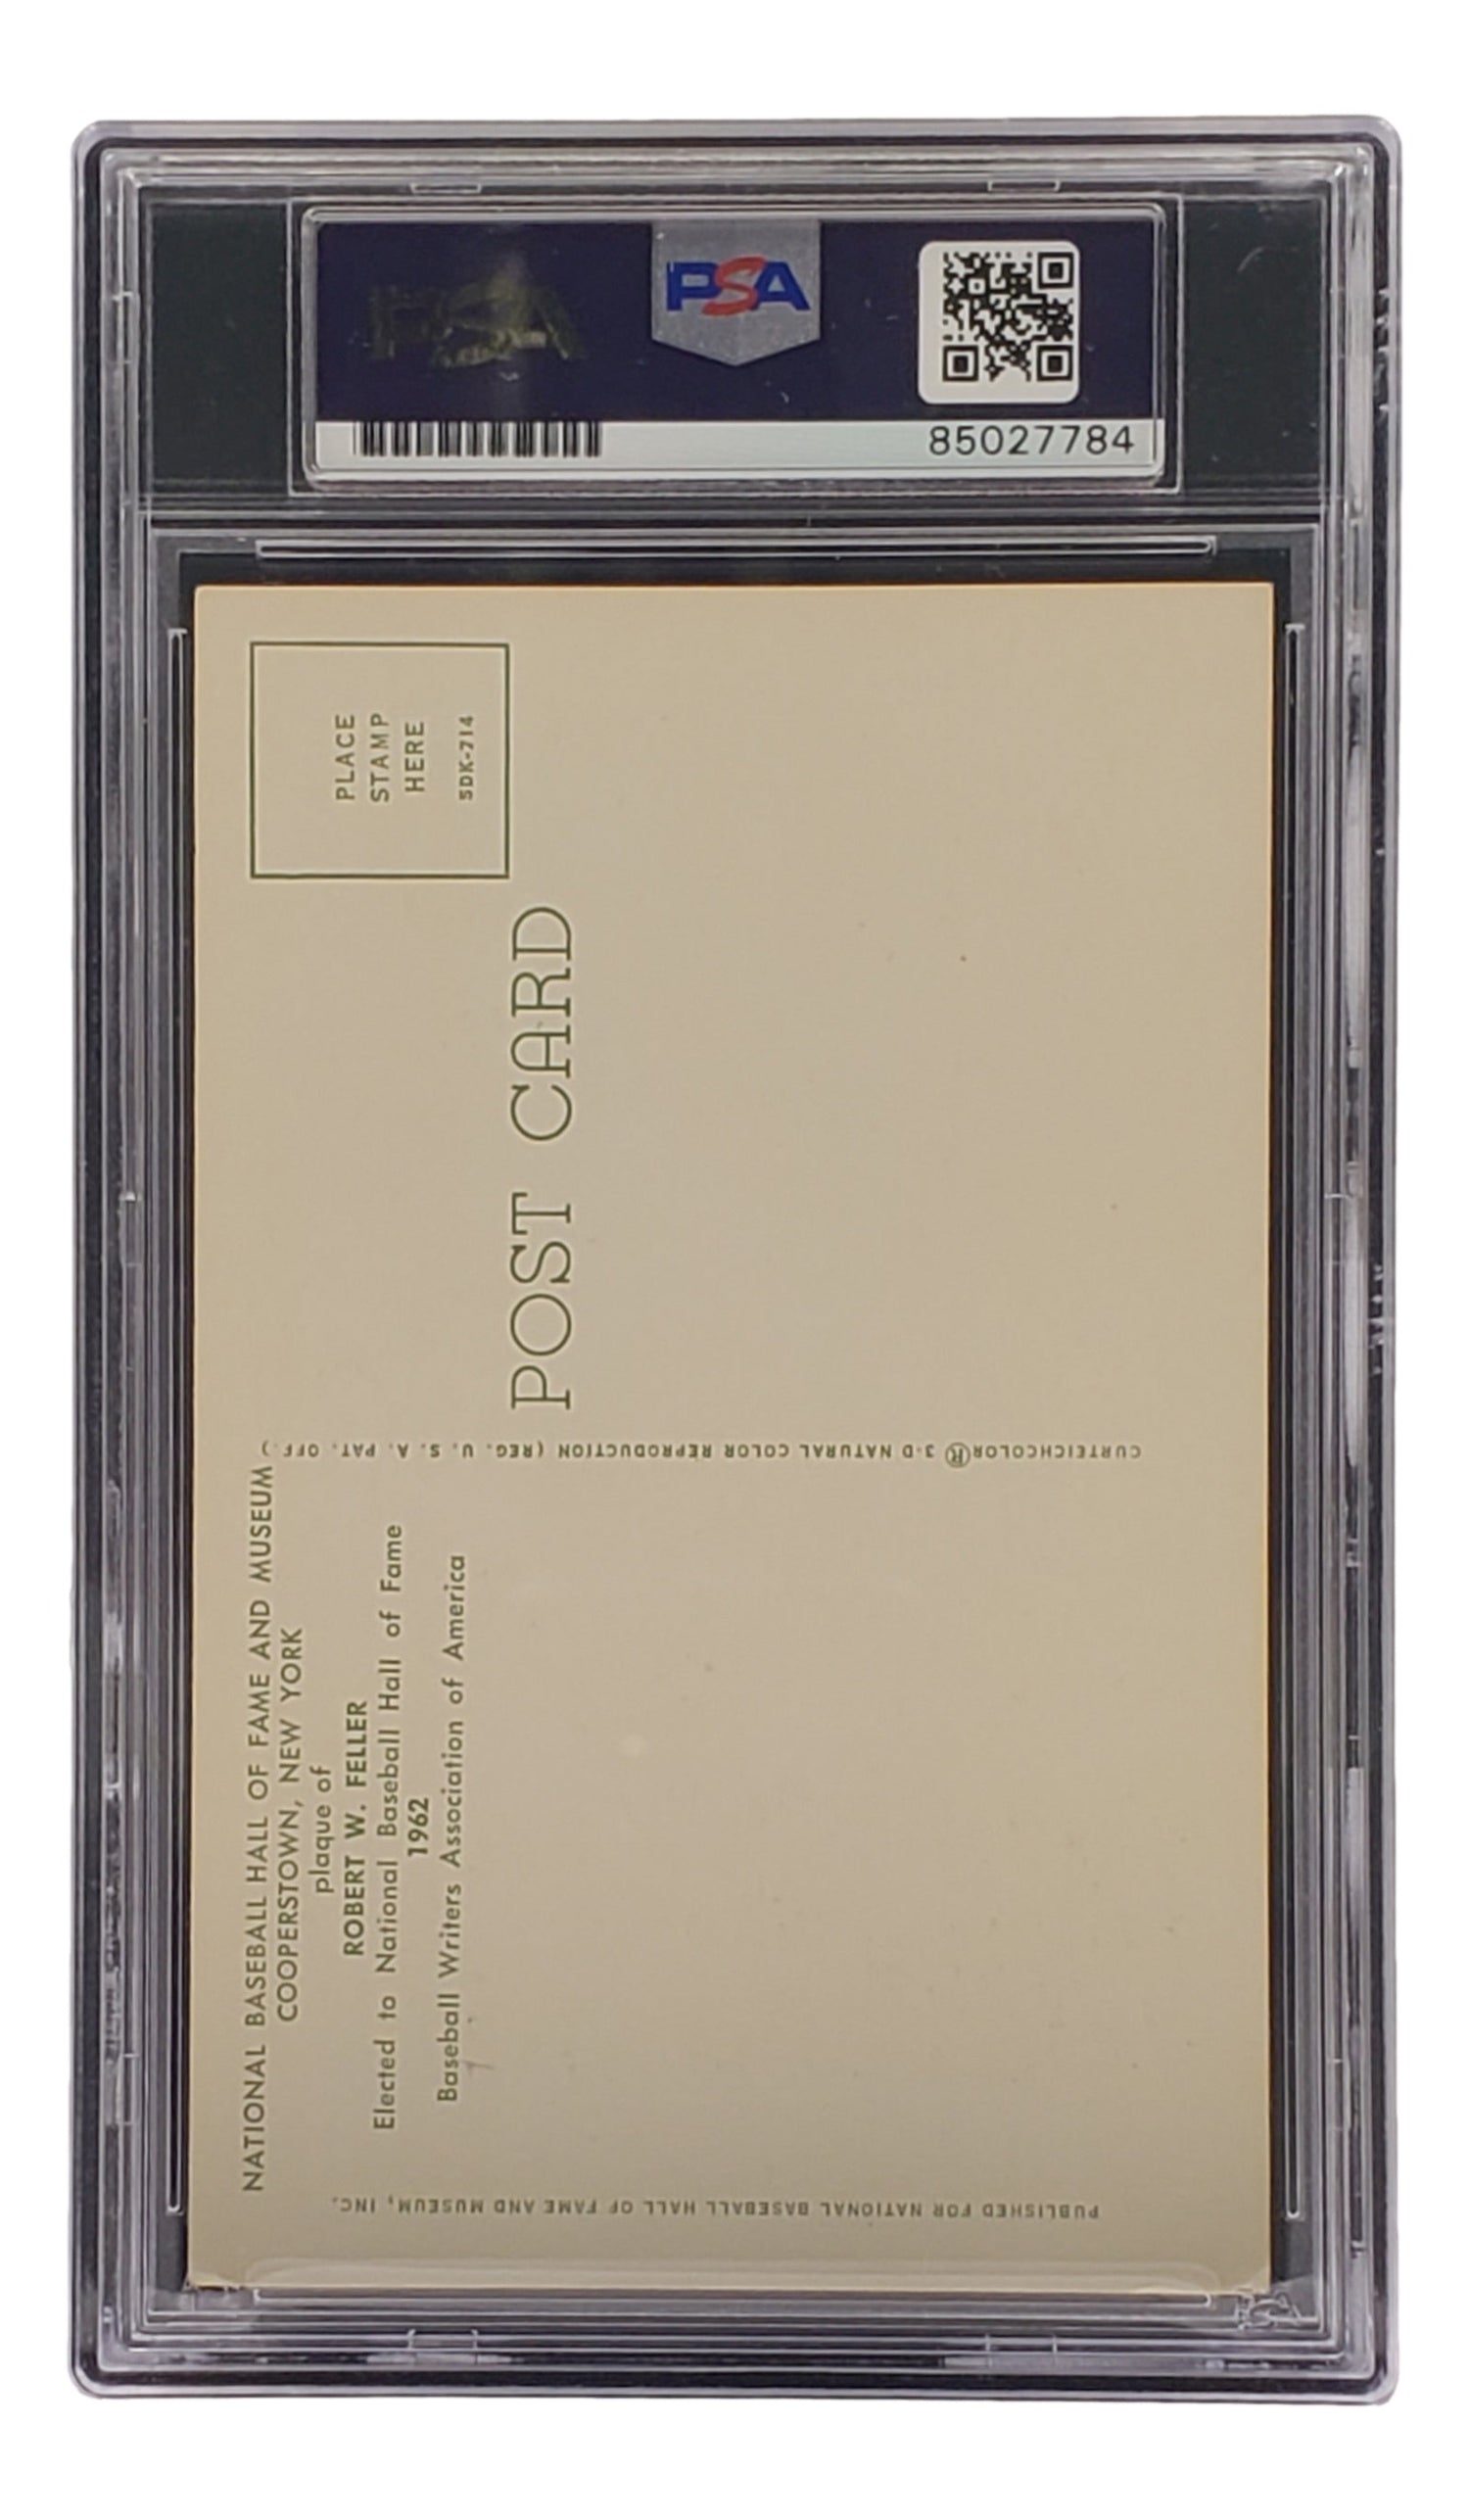 PSA
PSA
85027784
PLACE
STAMP
HERE
5DK-714
POST CARD
CURTEICHCOLOR® 3-D NATURAL COLOR REPRODUCTION (REG. U. S. A. PAT. OFF.)
NATIONAL BASEBALL HALL OF FAME AND MUSEUM
COOPERSTOWN, NEW YORK
plaque of
ROBERT W. FELLER
Elected to National Baseball Hall of Fame
1962
Baseball Writers Association of America
PUBLISHED FOR NATIONAL BASEBALL HALL OF FAME AND MUSEUM, INC.
PSA